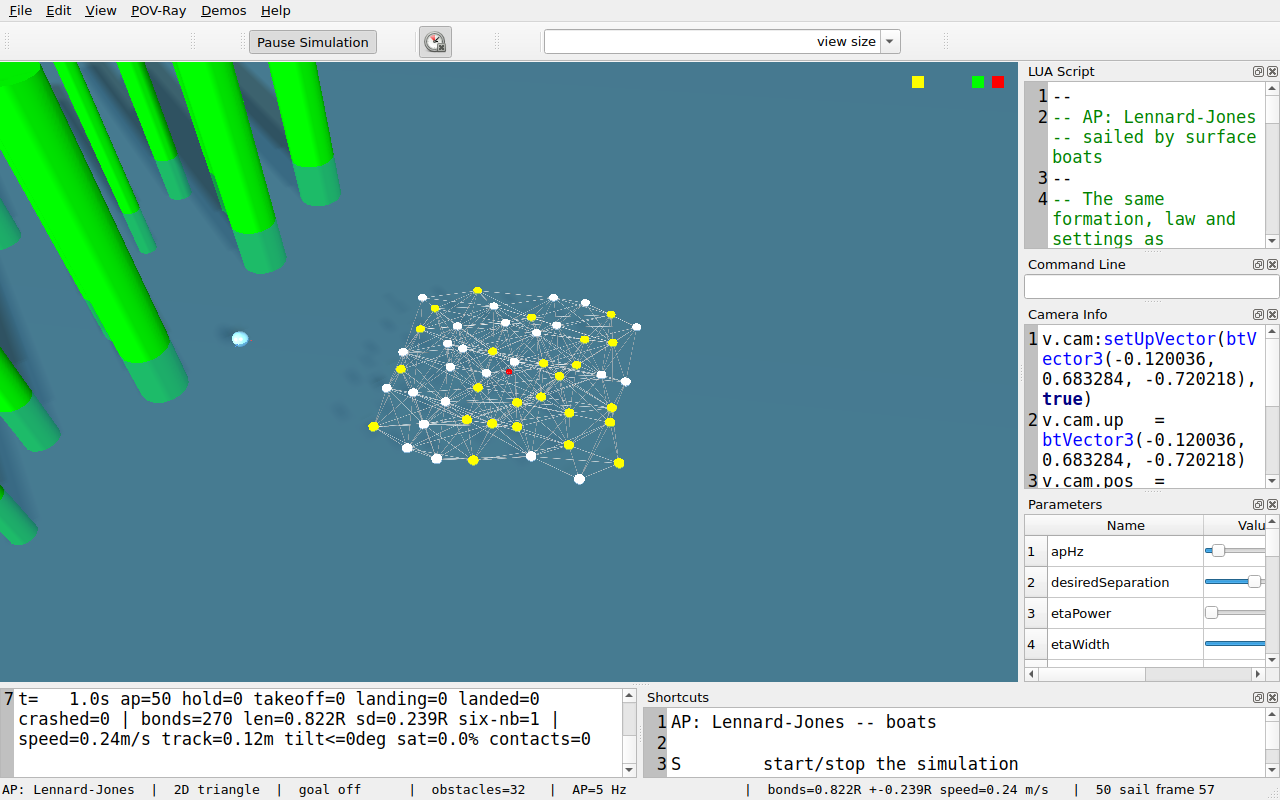 File Edit View POV-Ray Demos Help
Pause Simulation
view size
LUA Script
1 --
2 -- AP: Lennard-Jones
-- sailed by surface
boats
3 --
4 -- The same
formation, law and
settings as
Command Line
Camera Info
1 v.cam:setUpVector(btV
ector3(-0.120036,
0.683284, -0.720218),
true)
2 v.cam.up   =
btVector3(-0.120036,
0.683284, -0.720218)
3 v.cam.pos  =
Parameters
Name Valu
1 apHz
2 desiredSeparation
3 etaPower
4 etaWidth
7 t=   1.0s ap=50 hold=0 takeoff=0 landing=0 landed=0
crashed=0 | bonds=270 len=0.822R sd=0.239R six-nb=1 |
speed=0.24m/s track=0.12m tilt<=0deg sat=0.0% contacts=0
Shortcuts
1 AP: Lennard-Jones -- boats
2
3 S        start/stop the simulation
AP: Lennard-Jones | 2D triangle | goal off | obstacles=32 | AP=5 Hz | bonds=0.822R +-0.239R speed=0.24 m/s | 50 sail frame 57